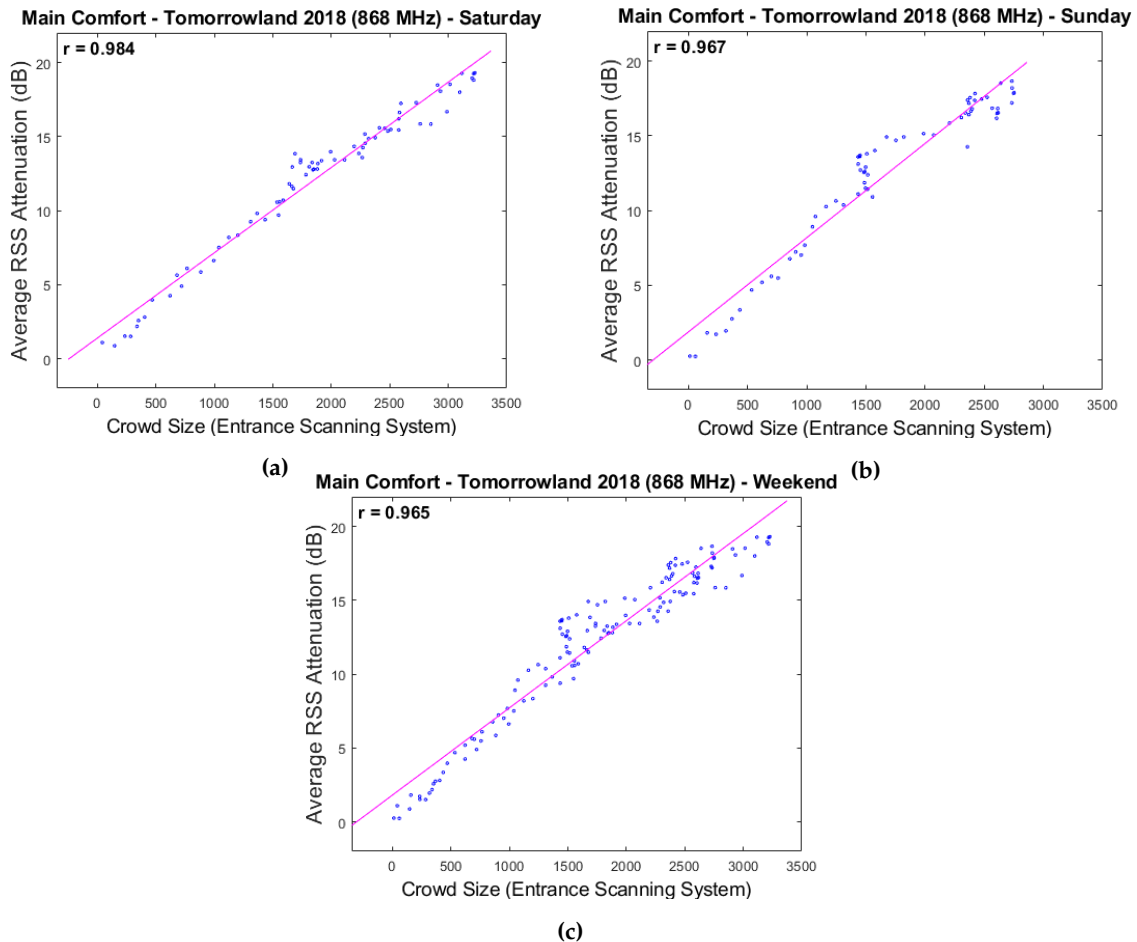 Main Comfort - Tomorrowland 2018 (868 MHz) - Saturday
r = 0.984
20
15
10
5
0
Average RSS Attenuation (dB)
0 500 1000 1500 2000 2500 3000 3500
Crowd Size (Entrance Scanning System)
(a)
Main Comfort - Tomorrowland 2018 (868 MHz) - Sunday
r = 0.967
20
15
10
5
0
Average RSS Attenuation (dB)
0 500 1000 1500 2000 2500 3000 3500
Crowd Size (Entrance Scanning System)
(b)
Main Comfort - Tomorrowland 2018 (868 MHz) - Weekend
r = 0.965
20
15
10
5
0
Average RSS Attenuation (dB)
0 500 1000 1500 2000 2500 3000 3500
Crowd Size (Entrance Scanning System)
(c)